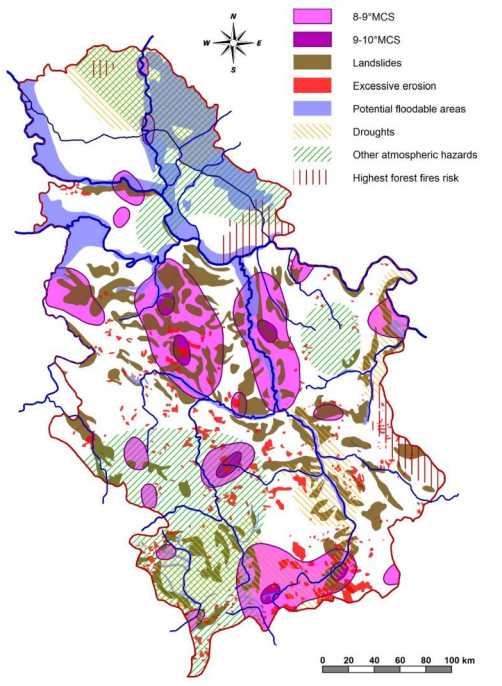 N
W E
S
8-9°MCS
9-10°MCS
Landslides
Excessive erosion
Potential floodable areas
Droughts
Other atmospheric hazards
Highest forest fires risk
0 20 40 60 80 100 km